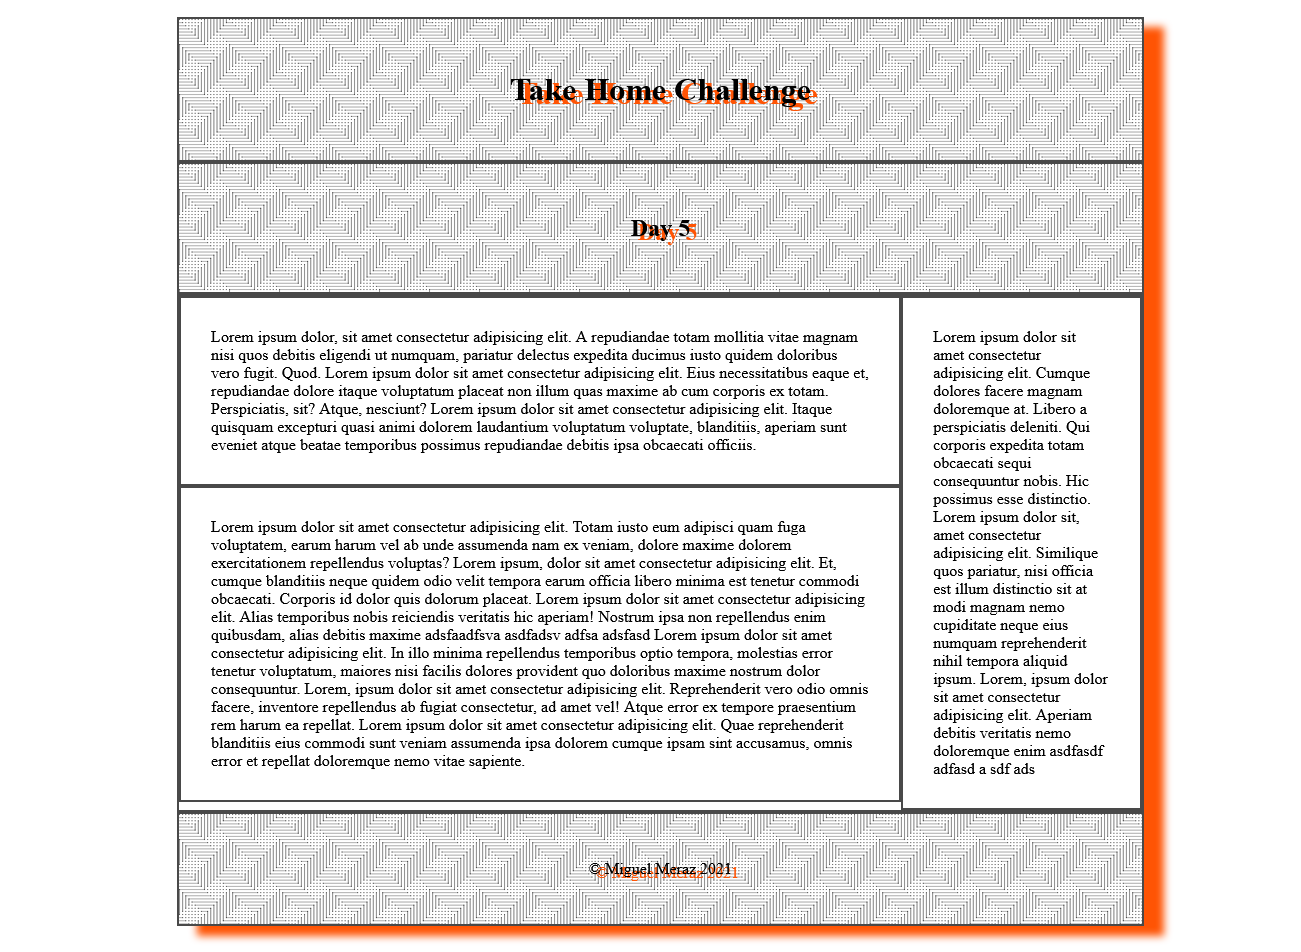 Take Home Challenge
Day 5
Lorem ipsum dolor, sit amet consectetur adipisicing elit. A repudiandae totam mollitia vitae magnam
nisi quos debitis eligendi ut numquam, pariatur delectus expedita ducimus iusto quidem doloribus
vero fugit. Quod. Lorem ipsum dolor sit amet consectetur adipisicing elit. Eius necessitatibus eaque et,
repudiandae dolore itaque voluptatum placeat non illum quas maxime ab cum corporis ex totam.
Perspiciatis, sit? Atque, nesciunt? Lorem ipsum dolor sit amet consectetur adipisicing elit. Itaque
quisquam excepturi quasi animi dolorem laudantium voluptatum voluptate, blanditiis, aperiam sunt
eveniet atque beatae temporibus possimus repudiandae debitis ipsa obcaecati officiis.
Lorem ipsum dolor sit amet consectetur adipisicing elit. Totam iusto eum adipisci quam fuga
voluptatem, earum harum vel ab unde assumenda nam ex veniam, dolore maxime dolorem
exercitationem repellendus voluptas? Lorem ipsum, dolor sit amet consectetur adipisicing elit. Et,
cumque blanditiis neque quidem odio velit tempora earum officia libero minima est tenetur commodi
obcaecati. Corporis id dolor quis dolorum placeat. Lorem ipsum dolor sit amet consectetur adipisicing
elit. Alias temporibus nobis reiciendis veritatis hic aperiam! Nostrum ipsa non repellendus enim
quibusdam, alias debitis maxime adsfaadfsva asdfadsv adfsa adsfasd Lorem ipsum dolor sit amet
consectetur adipisicing elit. In illo minima repellendus temporibus optio tempora, molestias error
tenetur voluptatum, maiores nisi facilis dolores provident quo doloribus maxime nostrum dolor
consequuntur. Lorem, ipsum dolor sit amet consectetur adipisicing elit. Reprehenderit vero odio omnis
facere, inventore repellendus ab fugiat consectetur, ad amet vel! Atque error ex tempore praesentium
rem harum ea repellat. Lorem ipsum dolor sit amet consectetur adipisicing elit. Quae reprehenderit
blanditiis eius commodi sunt veniam assumenda ipsa dolorem cumque ipsam sint accusamus, omnis
error et repellat doloremque nemo vitae sapiente.
Lorem ipsum dolor sit
amet consectetur
adipisicing elit. Cumque
dolores facere magnam
doloremque at. Libero a
perspiciatis deleniti. Qui
corporis expedita totam
obcaecati sequi
consequuntur nobis. Hic
possimus esse distinctio.
Lorem ipsum dolor sit,
amet consectetur
adipisicing elit. Similique
quos pariatur, nisi officia
est illum distinctio sit at
modi magnam nemo
cupiditate neque eius
numquam reprehenderit
nihil tempora aliquid
ipsum. Lorem, ipsum dolor
sit amet consectetur
adipisicing elit. Aperiam
debitis veritatis nemo
doloremque enim asdfasdf
adfasd a sdf ads
© Miguel Meraz 2021